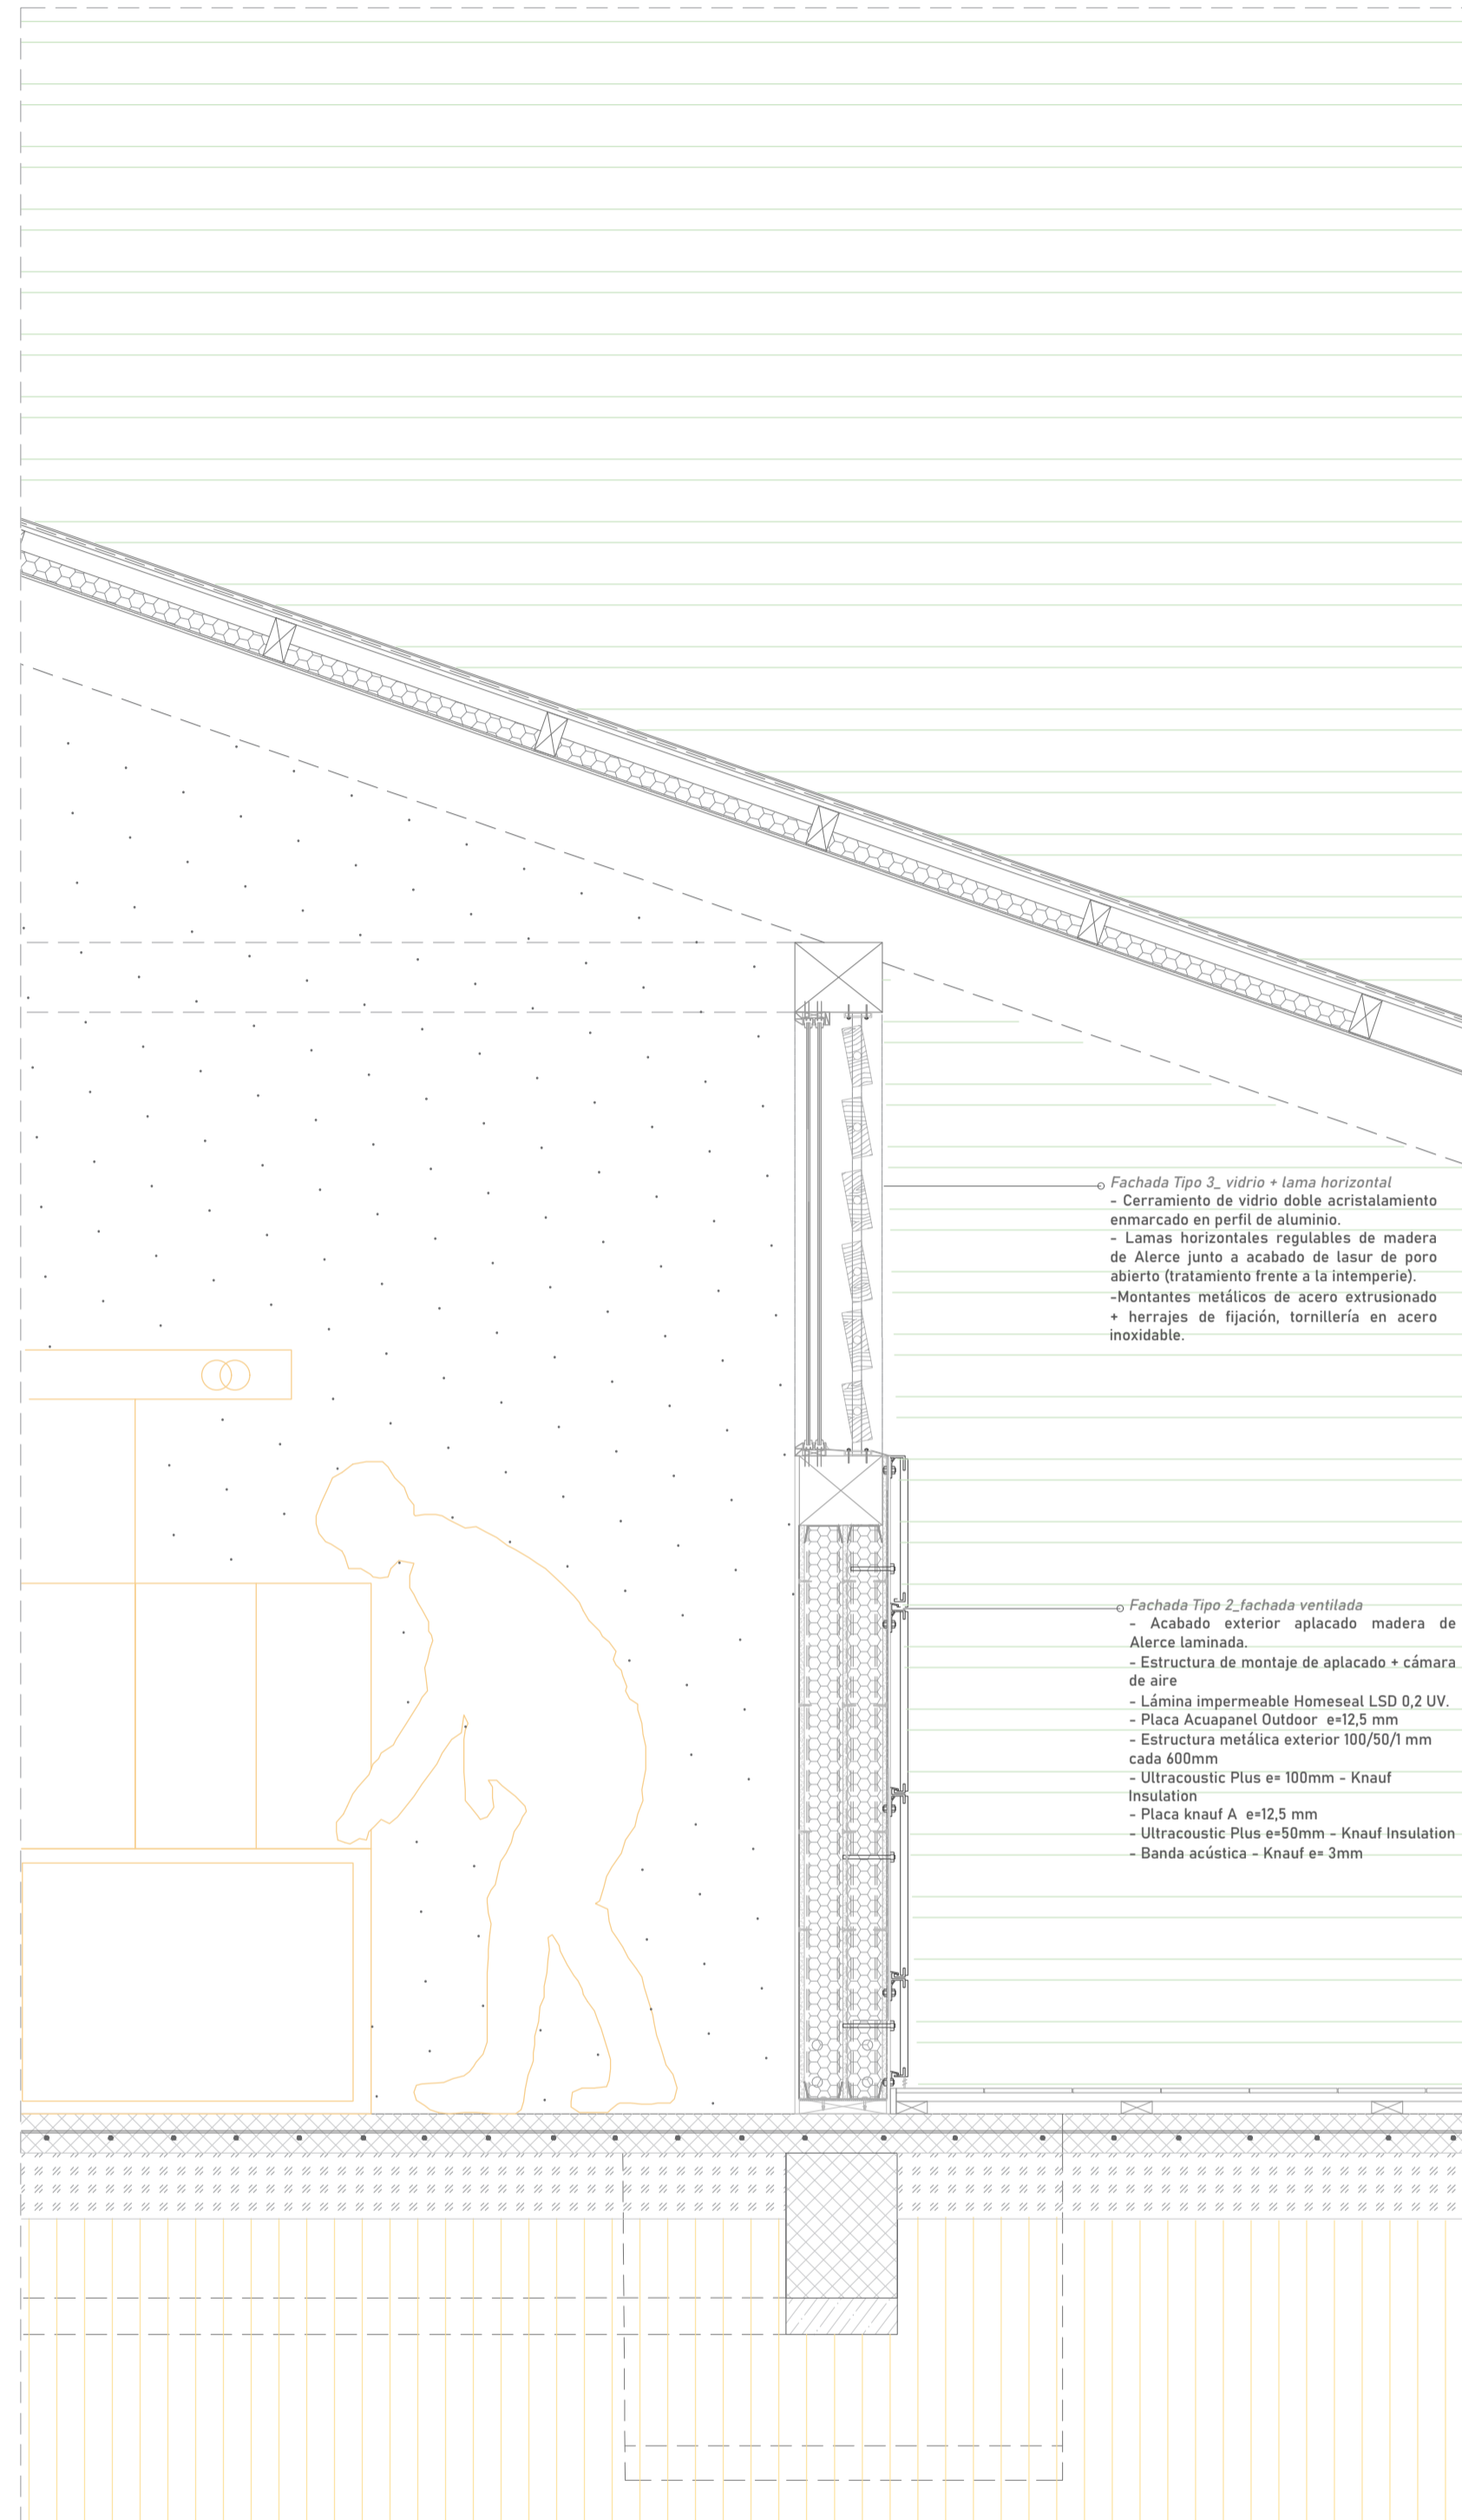 Fachada Tipo 3_ vidrio + lama horizontal
- Cerramiento de vidrio doble acristalamiento
enmarcado en perfil de aluminio.
- Lamas horizontales regulables de madera
de Alerce junto a acabado de lasur de poro
abierto (tratamiento frente a la intemperie).
-Montantes metálicos de acero extrusionado
+ herrajes de fijación, tornillería en acero
inoxidable.
Fachada Tipo 2_fachada ventilada
- Acabado exterior aplacado madera de
Alerce laminada.
- Estructura de montaje de aplacado + cámara
de aire
- Lámina impermeable Homeseal LSD 0,2 UV.
- Placa Acuapanel Outdoor e=12,5 mm
- Estructura metálica exterior 100/50/1 mm
cada 600mm
- Ultracoustic Plus e= 100mm - Knauf
Insulation
- Placa knauf A e=12,5 mm
- Ultracoustic Plus e=50mm - Knauf Insulation
- Banda acústica - Knauf e= 3mm